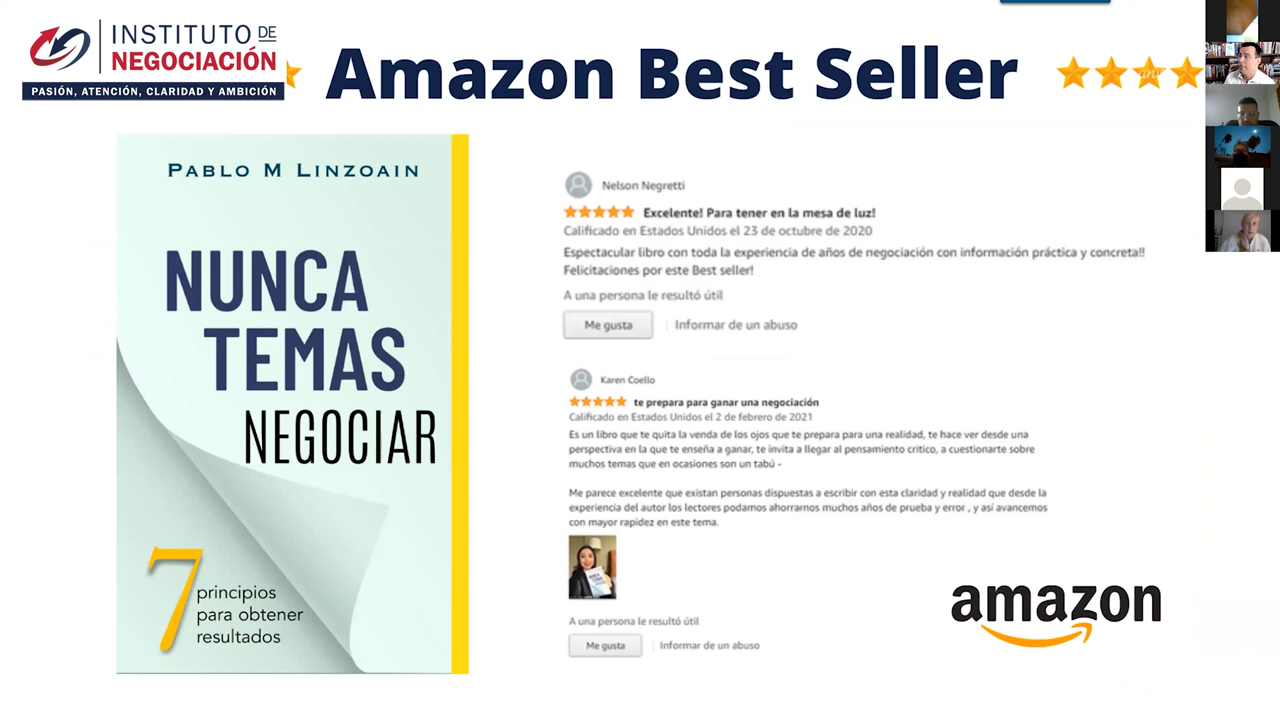 INSTITUTO DE
NEGOCIACIÓN
PASIÓN, ATENCIÓN, CLARIDAD Y AMBICIÓN
Amazon Best Seller
PABLO M LINZOAIN
NUNCA
TEMAS
NEGOCIAR
7
principios
para obtener
resultados
Nelson Negretti
Excelente! Para tener en la mesa de luz!
Calificado en Estados Unidos el 23 de octubre de 2020
Espectacular libro con toda la experiencia de años de negociación con información práctica y concreta!!
Felicitaciones por este Best seller!
A una persona le resultó útil
Me gusta
Informar de un abuso
Karen Coello
te prepara para ganar una negociación
Calificado en Estados Unidos el 2 de febrero de 2021
Es un libro que te quita la venda de los ojos que te prepara para una realidad, te hace ver desde una
perspectiva en la que te enseña a ganar, te invita a llegar al pensamiento critico, a cuestionarte sobre
muchos temas que en ocasiones son un tabú -
Me parece excelente que existan personas dispuestas a escribir con esta claridad y realidad que desde la
experiencia del autor los lectores podamos ahorrarnos muchos años de prueba y error , y así avancemos
con mayor rapidez en este tema.
NUNCA
TEMAS
A una persona le resultó útil
Me gusta
Informar de un abuso
amazon